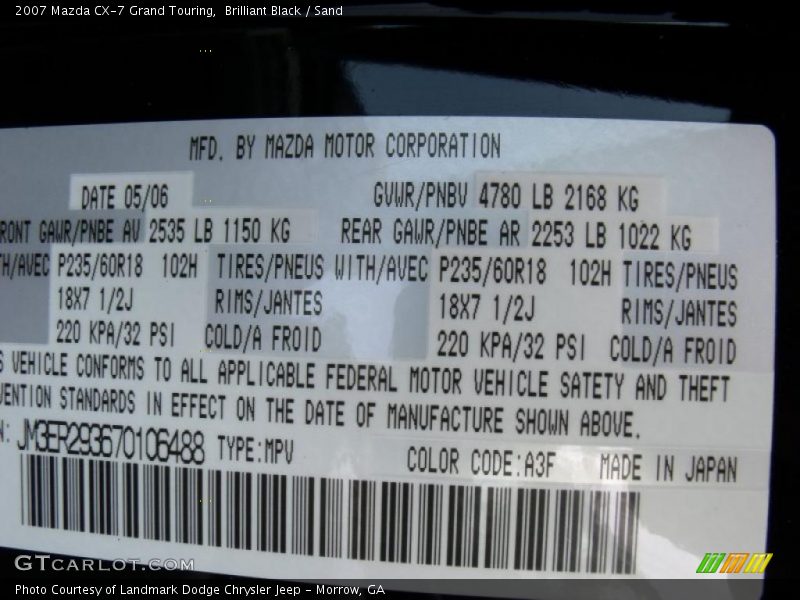 2007 Mazda CX-7 Grand Touring, Brilliant Black / Sand
MFD. BY MAZDA MOTOR CORPORATION
DATE 05/06 GVWR/PNBV 4780 LB 2168 KG
RONT GAWR/PNBE AV 2535 LB 1150 KG REAR GAWR/PNBE AR 2253 LB 1022 KG
TH/AVEC P235/60R18 102H TIRES/PNEUS WITH/AVEC P235/60R18 102H TIRES/PNEUS
18X7 1/2J RIMS/JANTES 18X7 1/2J RIMS/JANTES
220 KPA/32 PSI COLD/A FROID 220 KPA/32 PSI COLD/A FROID
S VEHICLE CONFORMS TO ALL APPLICABLE FEDERAL MOTOR VEHICLE SATETY AND THEFT
VENTION STANDARDS IN EFFECT ON THE DATE OF MANUFACTURE SHOWN ABOVE.
N: JM3ER293670106488 TYPE:MPV COLOR CODE:A3F MADE IN JAPAN
GTCARLOT.COM
Photo Courtesy of Landmark Dodge Chrysler Jeep - Morrow, GA